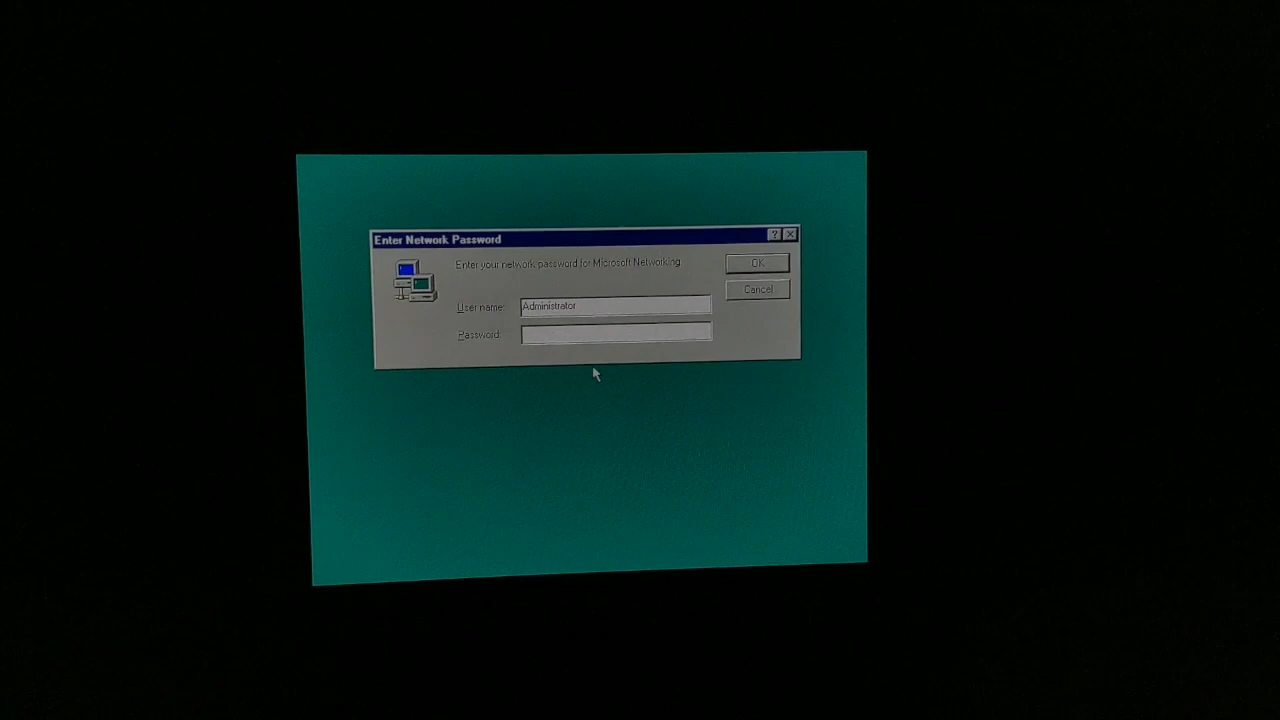 Enter Network Password
Enter your network password for Microsoft Networking.
OK
Cancel
User name:
Administrator
Password: